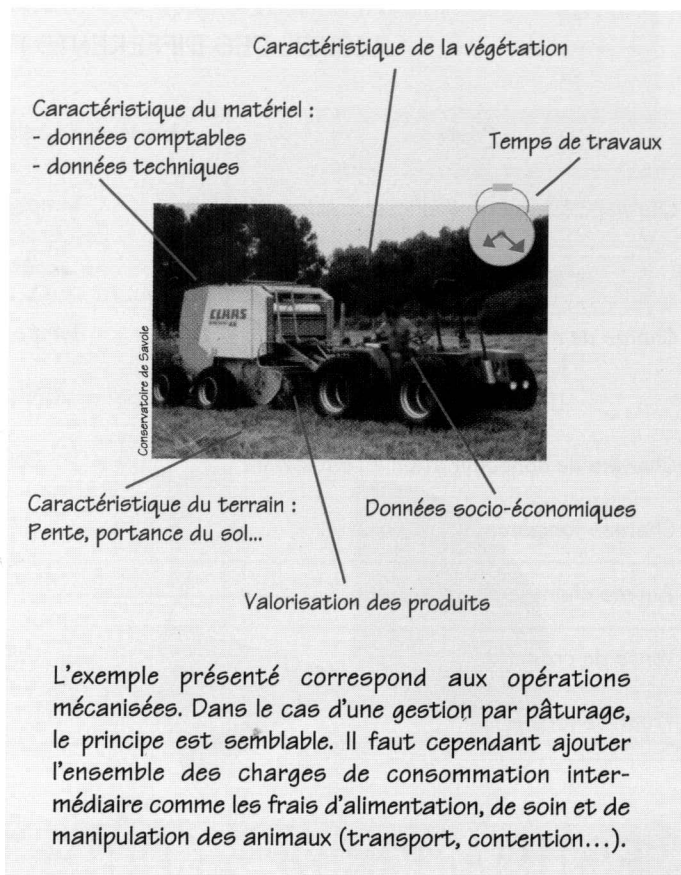 Caractéristique de la végétation
Caractéristique du matériel :
- données comptables
- données techniques
Temps de travaux
CLAAS
Conservatoire de Savoie
Caractéristique du terrain :
Pente, portance du sol...
Données socio-économiques
Valorisation des produits
L'exemple présenté correspond aux opérations
mécanisées. Dans le cas d'une gestion par pâturage,
le principe est semblable. Il faut cependant ajouter
l'ensemble des charges de consommation inter-
médiaire comme les frais d'alimentation, de soin et de
manipulation des animaux (transport, contention...).